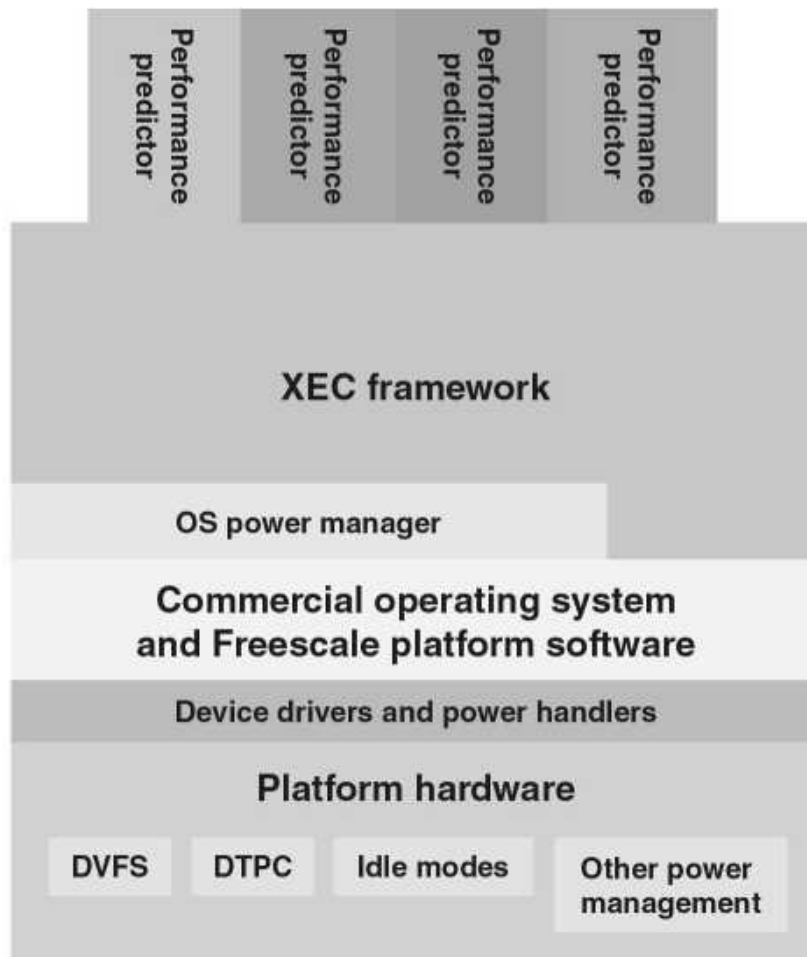 Performance
predictor
Performance
predictor
Performance
predictor
Performance
predictor
XEC framework
OS power manager
Commercial operating system
and Freescale platform software
Device drivers and power handlers
Platform hardware
DVFS
DTPC
Idle modes
Other power
management